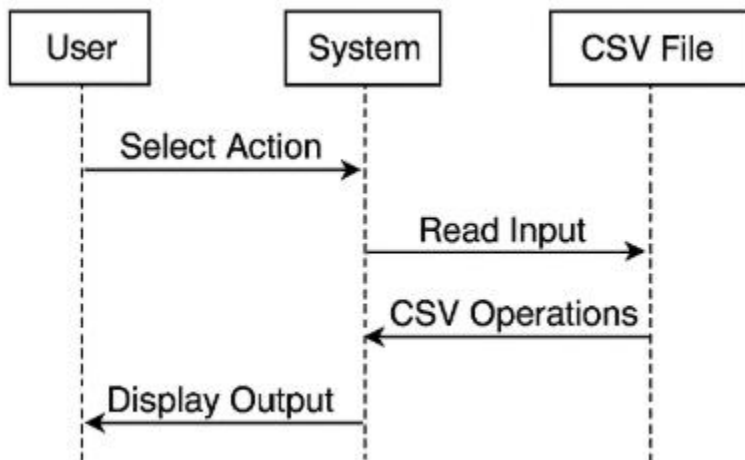 User
System
CSV File
Select Action
Read Input
CSV Operations
Display Output